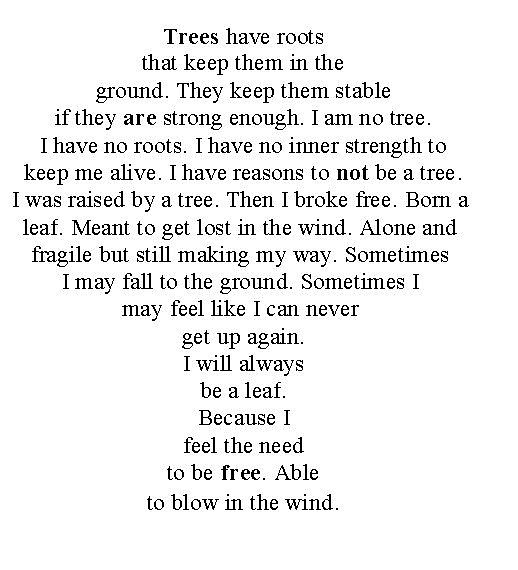 Trees have roots
that keep them in the
ground. They keep them stable
if they are strong enough. I am no tree.
I have no roots. I have no inner strength to
keep me alive. I have reasons to not be a tree.
I was raised by a tree. Then I broke free. Born a
leaf. Meant to get lost in the wind. Alone and
fragile but still making my way. Sometimes
I may fall to the ground. Sometimes I
may feel like I can never
get up again.
I will always
be a leaf.
Because I
feel the need
to be free. Able
to blow in the wind.